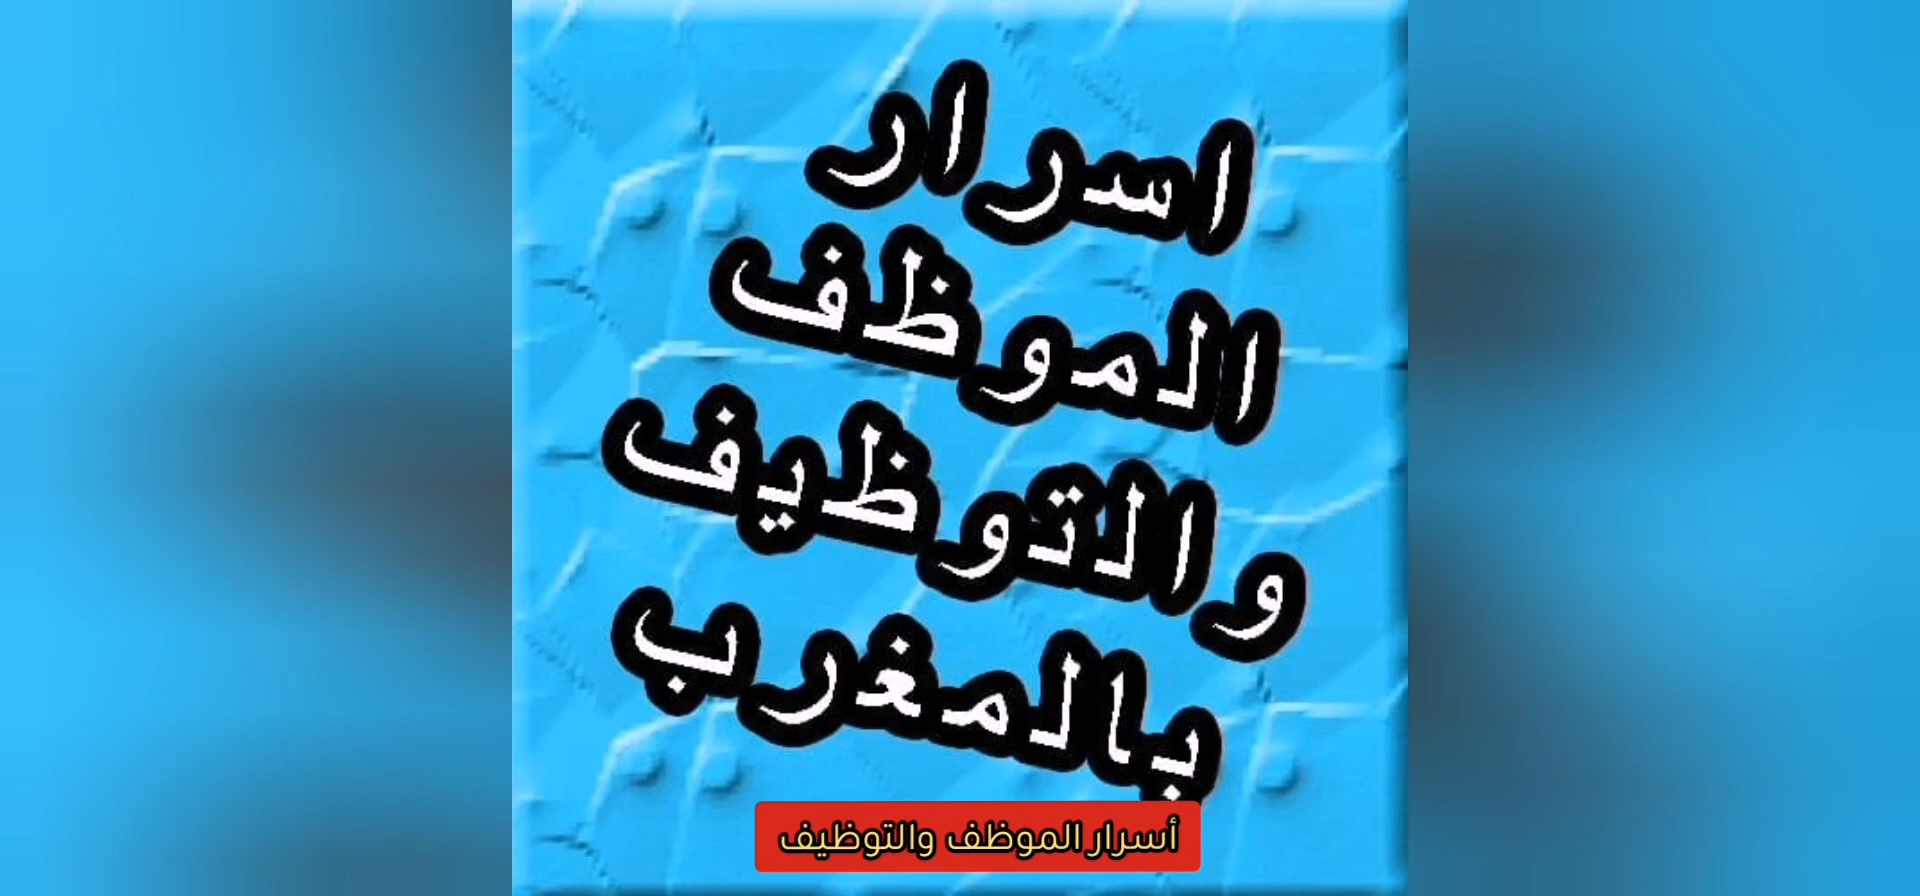 اسرار
الموظف
والتوظيف
بالمغرب
أسرار الموظف والتوظيف